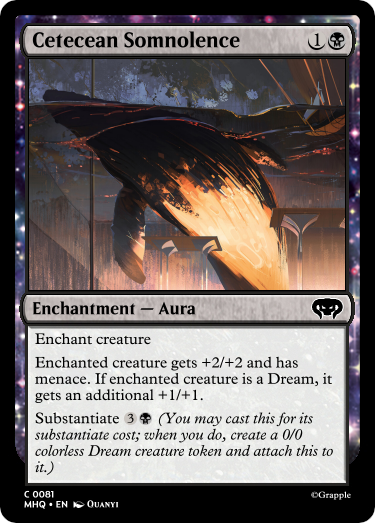 Cetecean Somnolence 1
Enchantment — Aura
Enchant creature
Enchanted creature gets +2/+2 and has
menace. If enchanted creature is a Dream, it
gets an additional +1/+1.
Substantiate 3 (You may cast this for its
substantiate cost; when you do, create a 0/0
colorless Dream creature token and attach this to
it.)
C 0081
MHQ • EN Quanyi
©Grapple